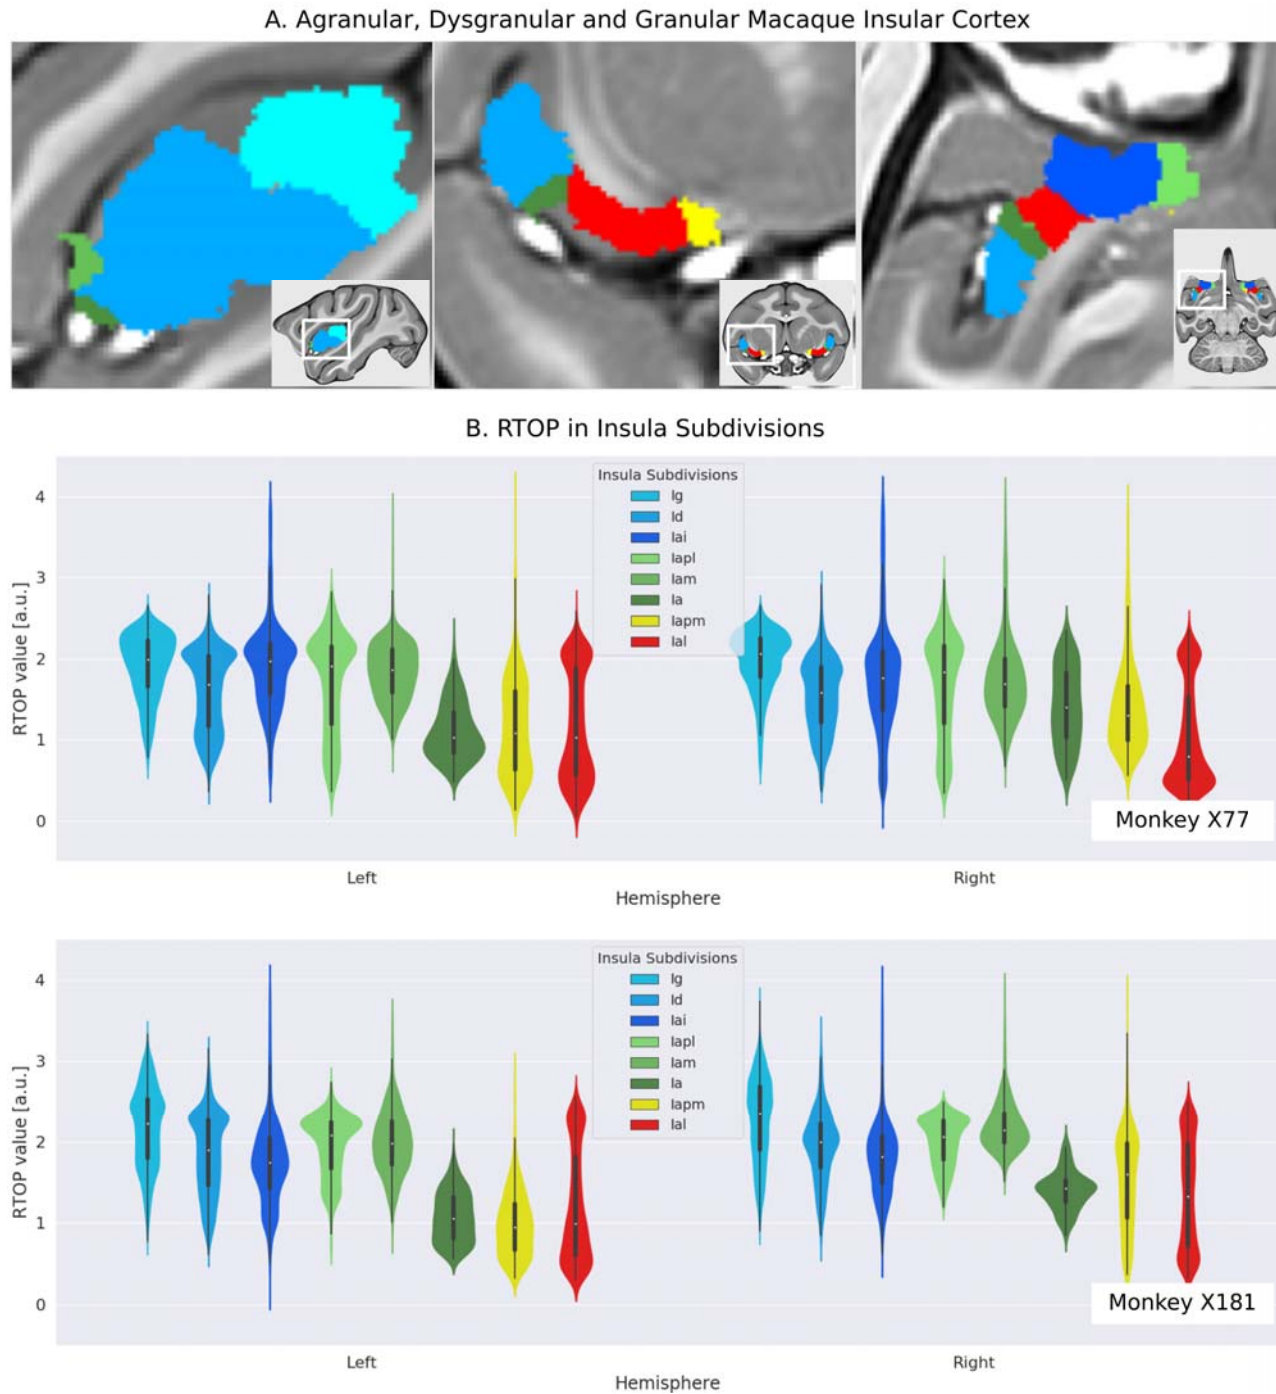 A. Agranular, Dysgranular and Granular Macaque Insular Cortex
B. RTOP in Insula Subdivisions
RTOP value [a.u.]
4
3
2
1
0
Insula Subdivisions
Ig
Id
Iai
Iapl
Iam
Ia
Iapm
Ial
Monkey X77
Left
Right
Hemisphere
RTOP value [a.u.]
4
3
2
1
0
Insula Subdivisions
Ig
Id
Iai
Iapl
Iam
Ia
Iapm
Ial
Monkey X181
Left
Right
Hemisphere